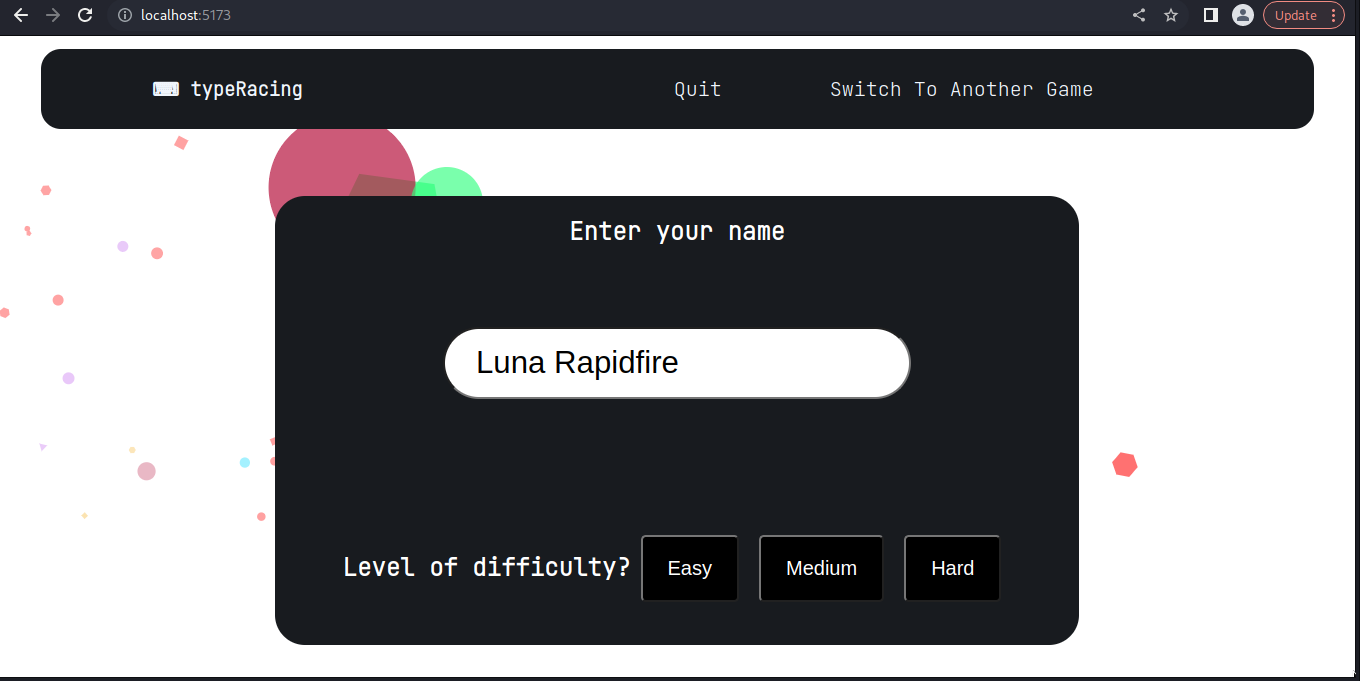 localhost:5173
Update
typeRacing Quit Switch To Another Game
Enter your name
Luna Rapidfire
Level of difficulty? Easy Medium Hard